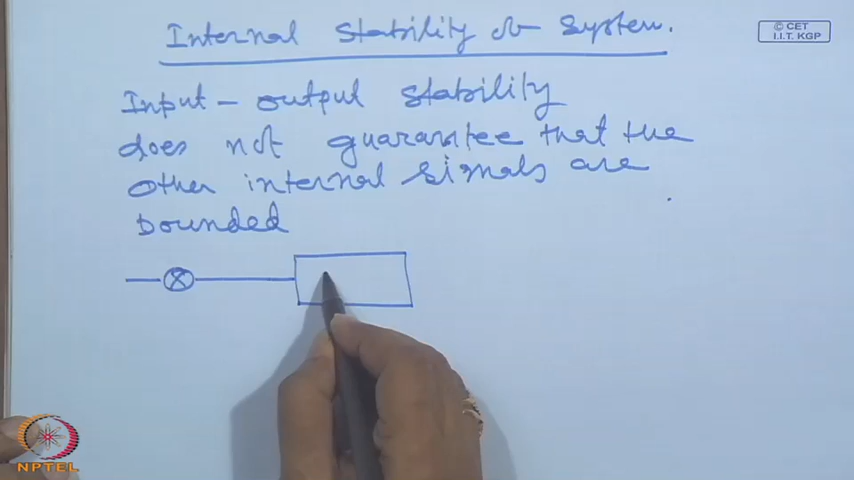 Internal Stability of System.
© CET
I.I.T. KGP
Input - output stability
does not guarantee that the
other internal signals are
bounded
NPTEL